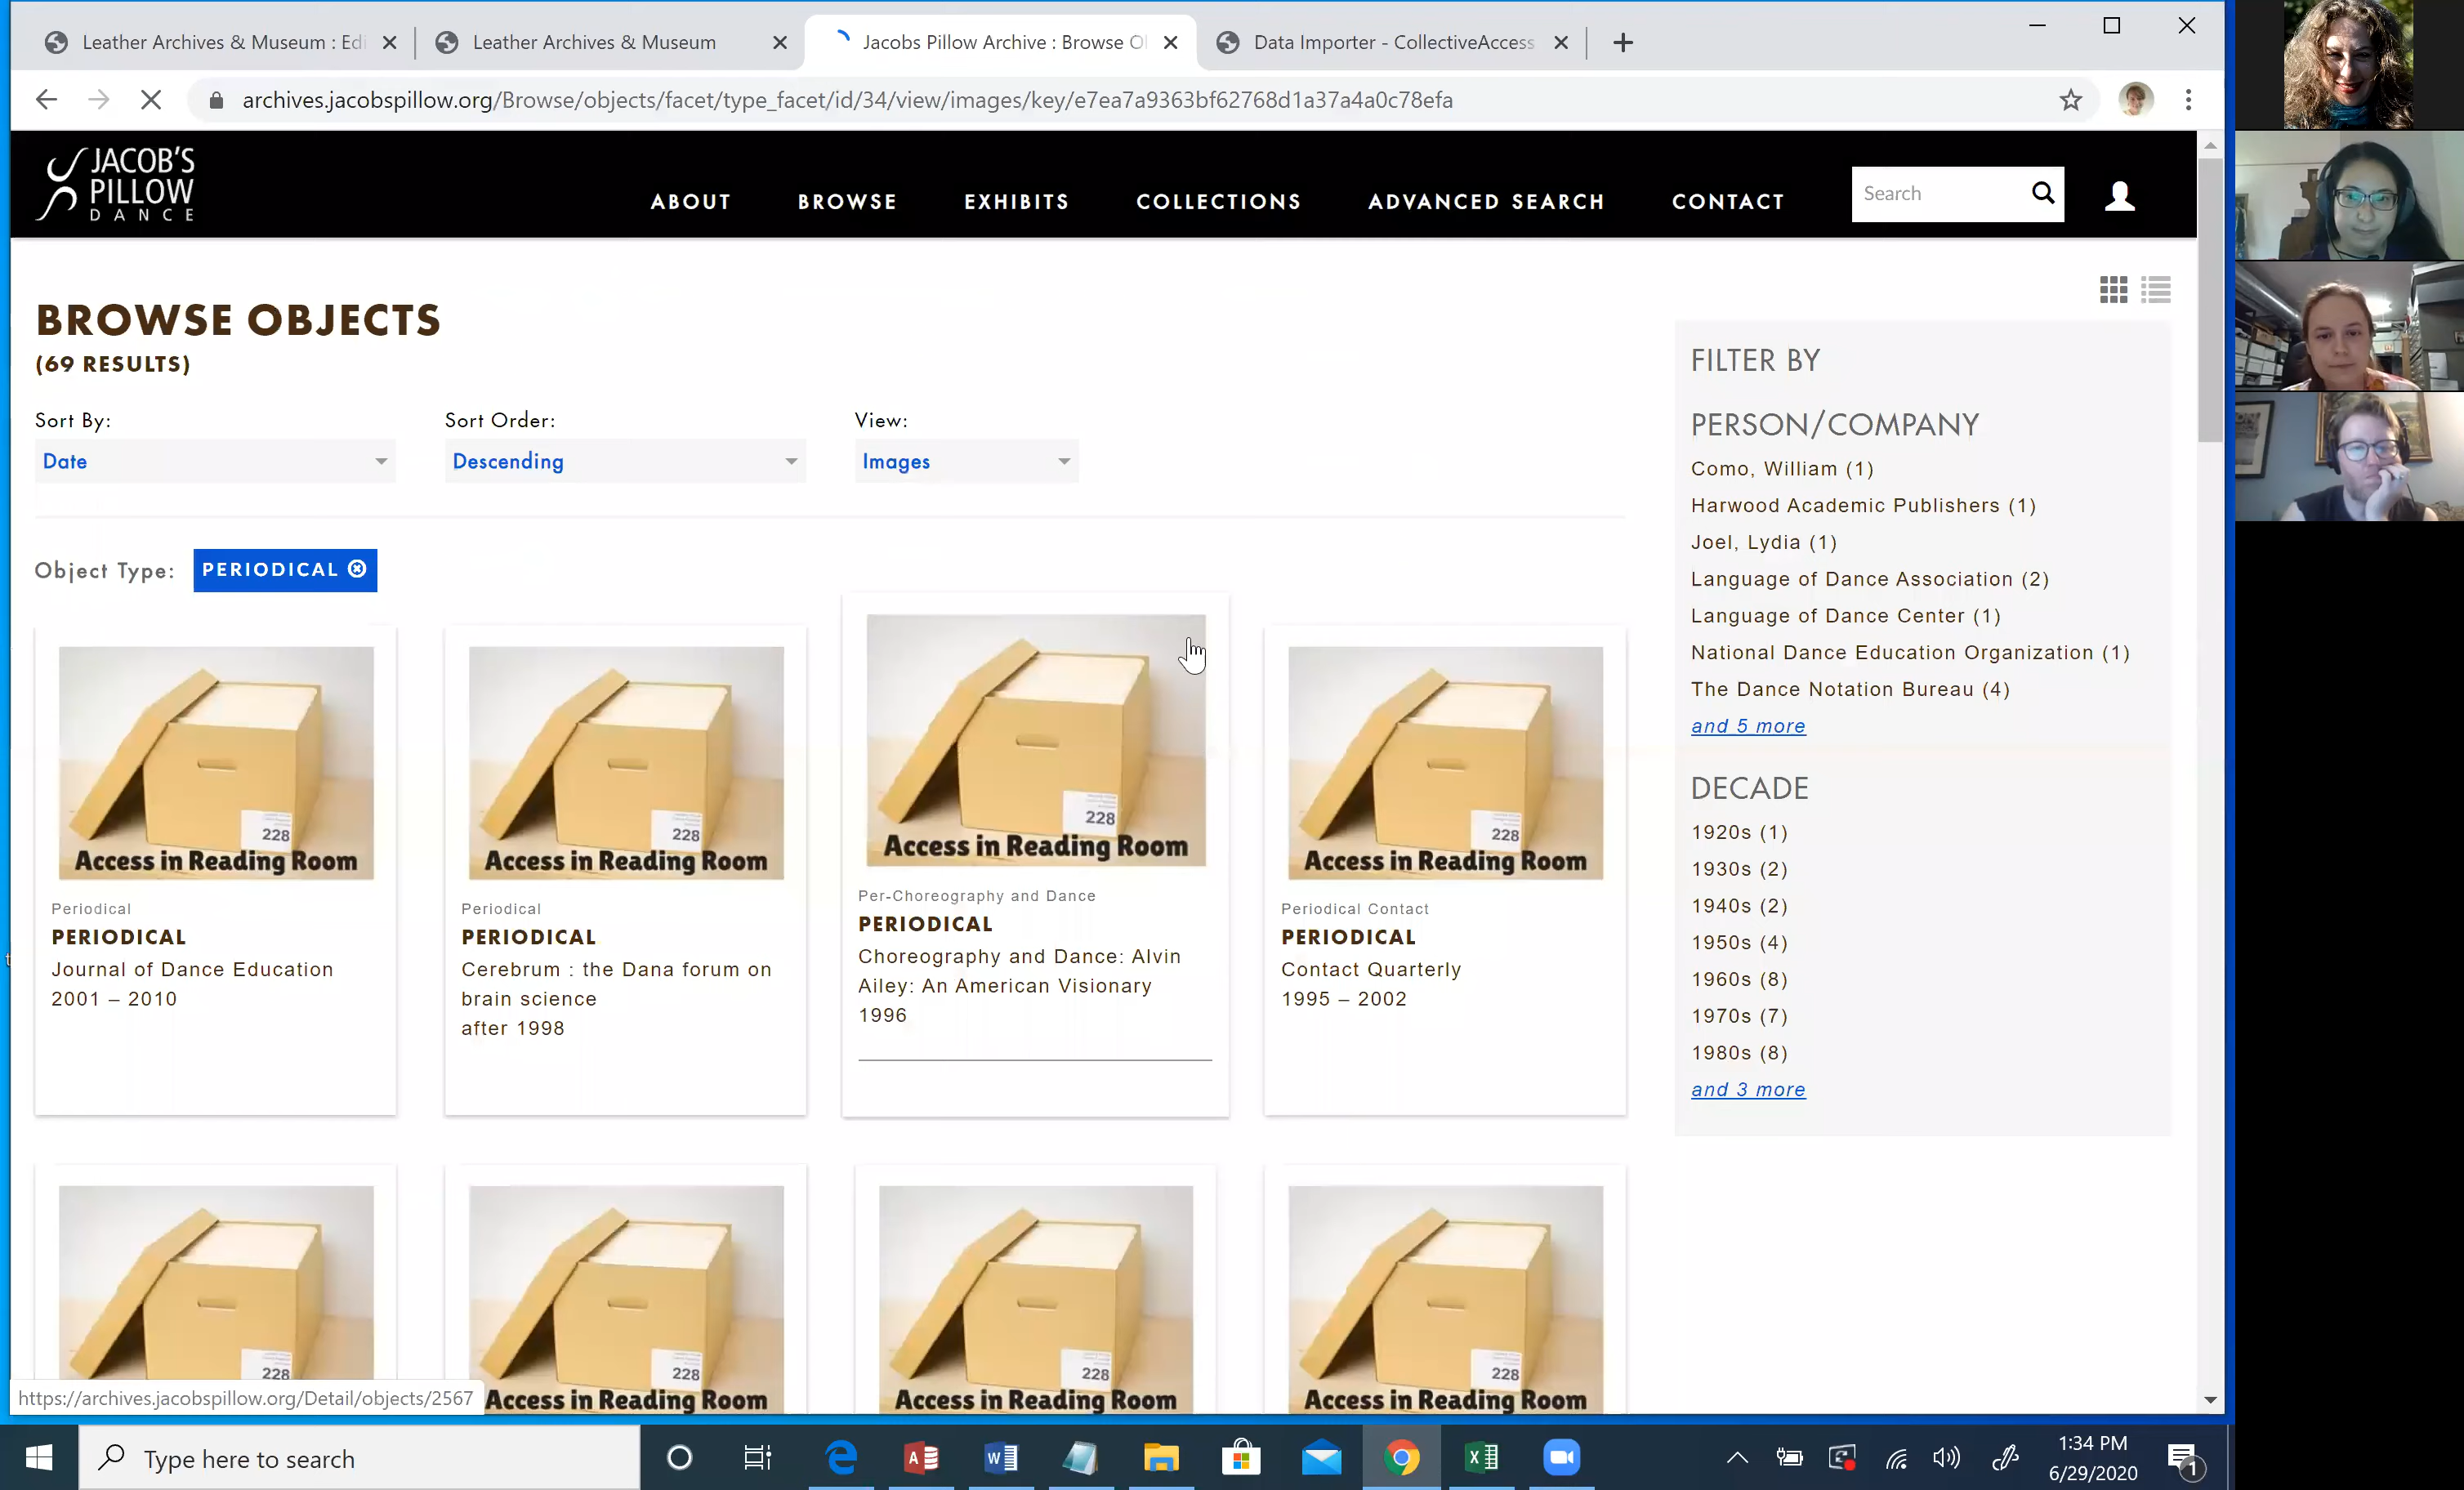 Leather Archives & Museum : Edi
Leather Archives & Museum
Jacobs Pillow Archive : Browse O
Data Importer - CollectiveAccess
archives.jacobspillow.org/Browse/objects/facet/type_facet/id/34/view/images/key/e7ea7a9363bf62768d1a37a4a0c78efa
JACOB'S
PILLOW
DANCE
ABOUT
BROWSE
EXHIBITS
COLLECTIONS
ADVANCED SEARCH
CONTACT
Search
BROWSE OBJECTS
(69 RESULTS)
Sort By:
Sort Order:
View:
Date
Descending
Images
Object Type:
PERIODICAL
228
Access in Reading Room
Periodical
PERIODICAL
Journal of Dance Education
2001 – 2010
228
Access in Reading Room
Periodical
PERIODICAL
Cerebrum : the Dana forum on
brain science
after 1998
228
Access in Reading Room
Per-Choreography and Dance
PERIODICAL
Choreography and Dance: Alvin
Ailey: An American Visionary
1996
228
Access in Reading Room
Periodical Contact
PERIODICAL
Contact Quarterly
1995 – 2002
228
228
Access in Reading Room
228
Access in Reading Room
228
Access in Reading Room
FILTER BY
PERSON/COMPANY
Como, William (1)
Harwood Academic Publishers (1)
Joel, Lydia (1)
Language of Dance Association (2)
Language of Dance Center (1)
National Dance Education Organization (1)
The Dance Notation Bureau (4)
and 5 more
DECADE
1920s (1)
1930s (2)
1940s (2)
1950s (4)
1960s (8)
1970s (7)
1980s (8)
and 3 more
https://archives.jacobspillow.org/Detail/objects/2567
Type here to search
1:34 PM
6/29/2020
1